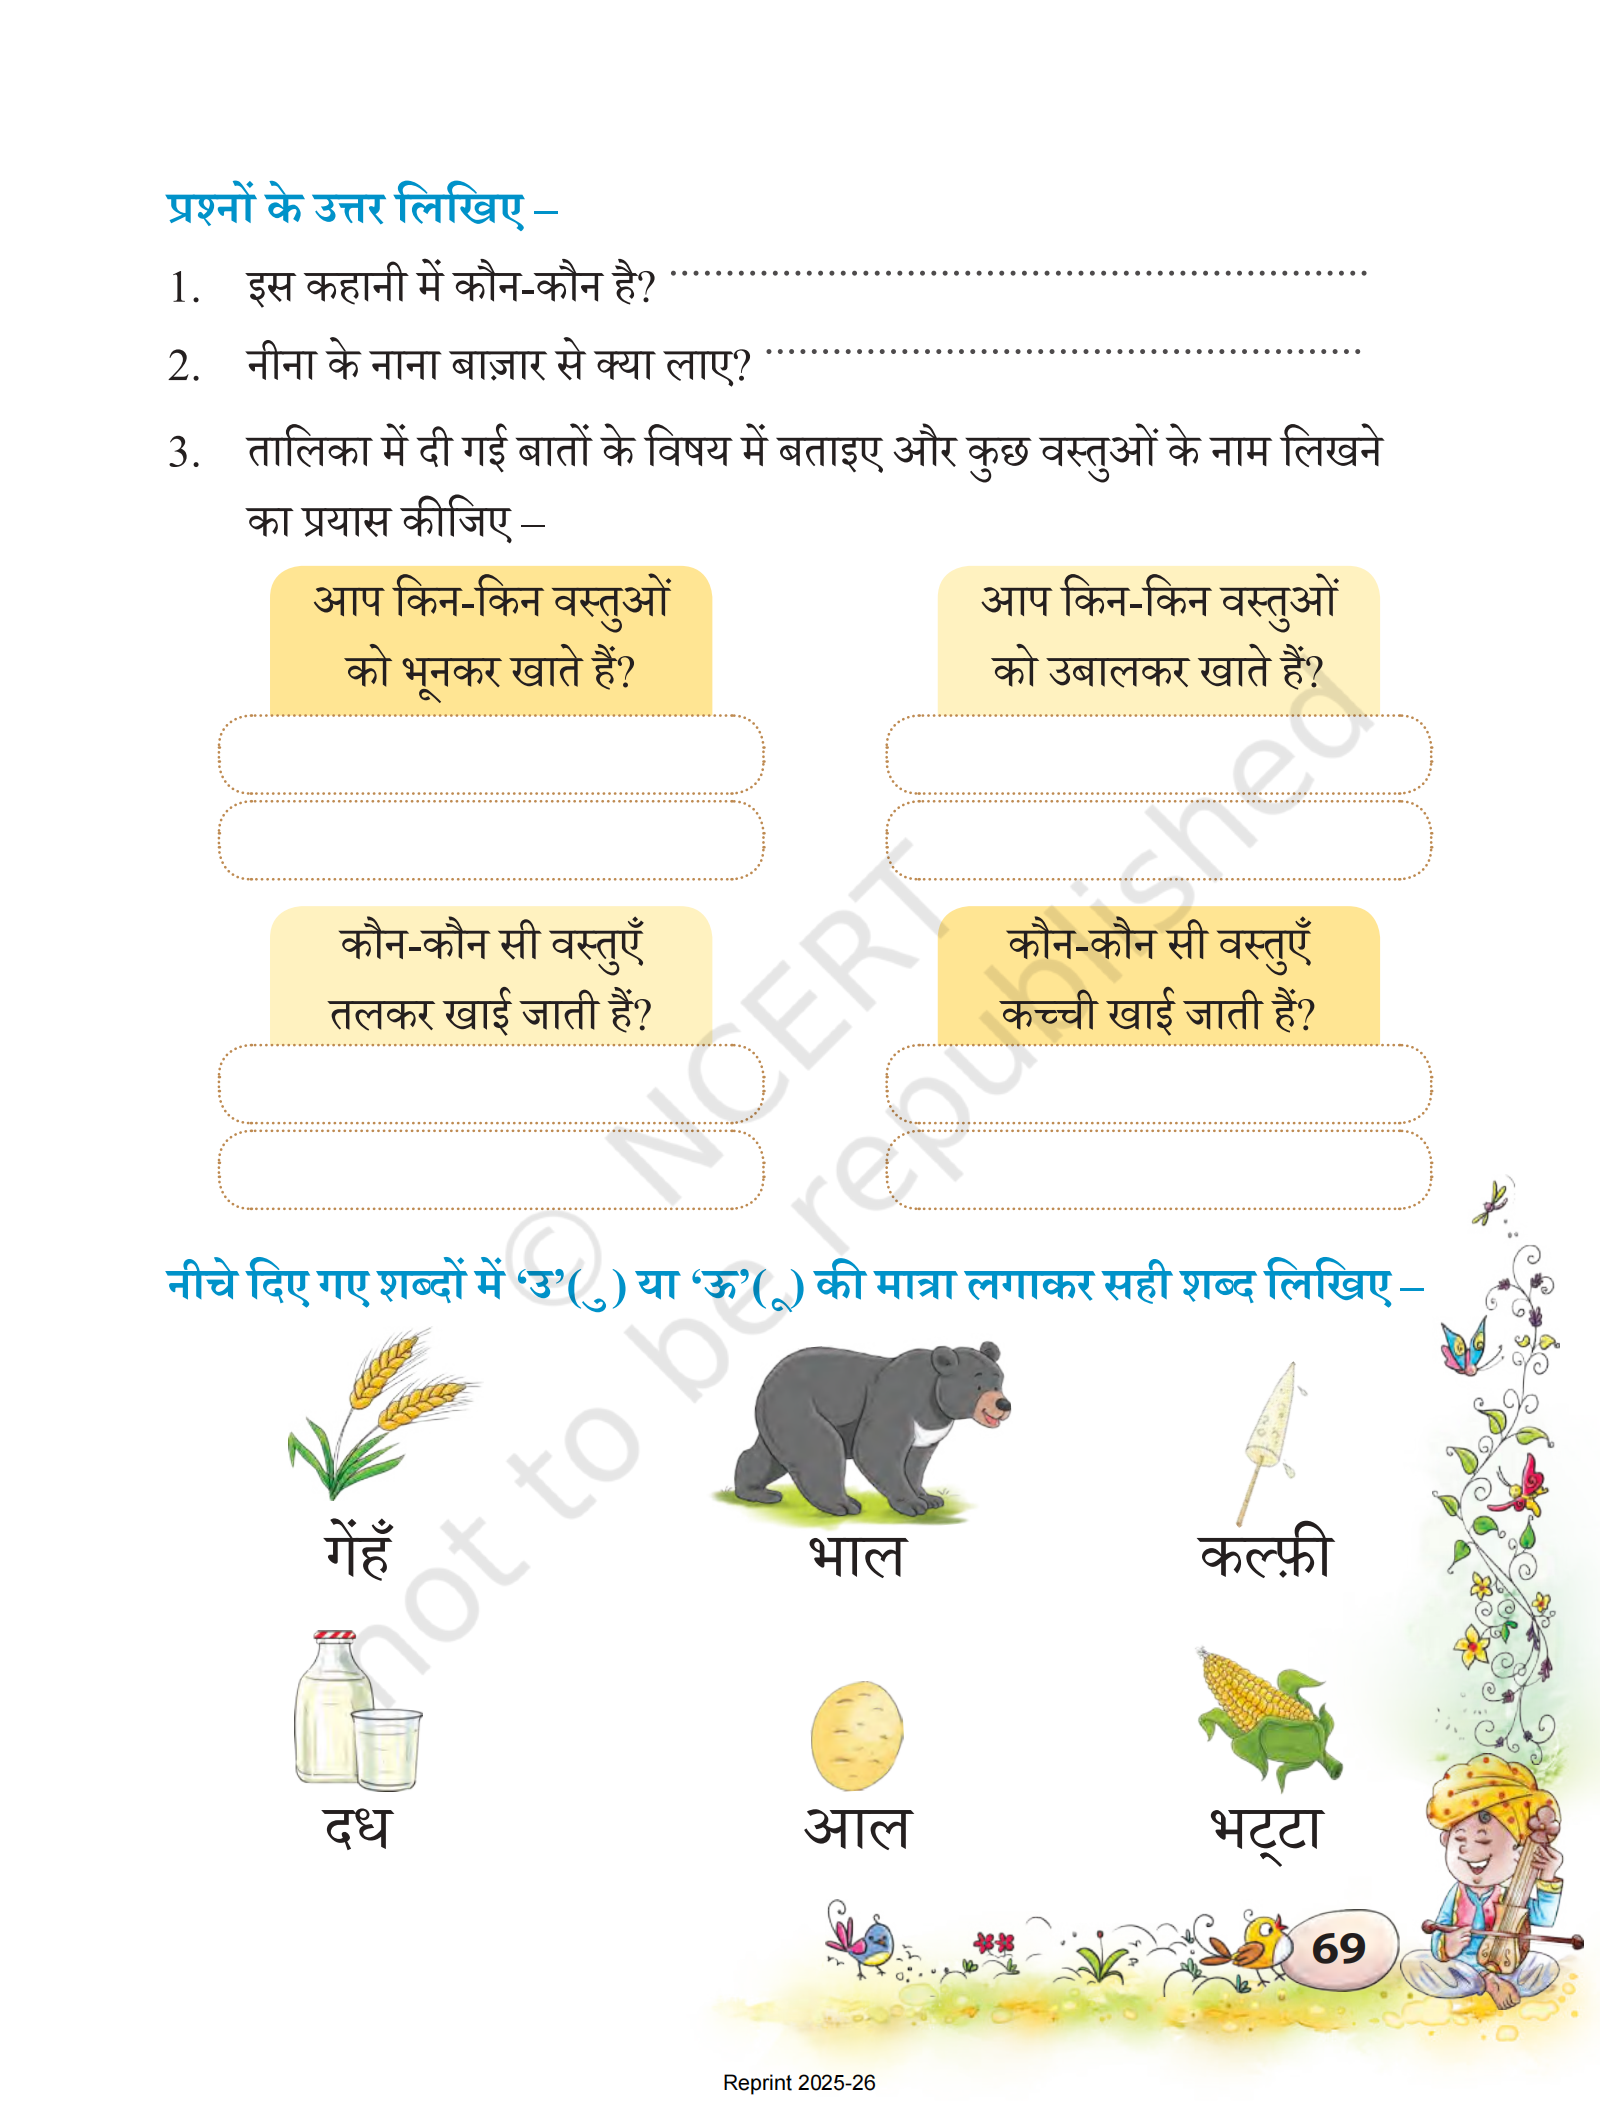 प्रश्नों के उत्तर लिखिए –
1. इस कहानी में कौन-कौन है? ........................................................
2. नीना के नाना बाज़ार से क्या लाए? ................................................
3. तालिका में दी गई बातों के विषय में बताइए और कुछ वस्तुओं के नाम लिखने
का प्रयास कीजिए –
आप किन-किन वस्तुओं
को भूनकर खाते हैं?
आप किन-किन वस्तुओं
को उबालकर खाते हैं?
कौन-कौन सी वस्तुएँ
तलकर खाई जाती हैं?
कौन-कौन सी वस्तुएँ
कच्ची खाई जाती हैं?
© NCERT
not to be republished
नीचे दिए गए शब्दों में ‘उ’( ु ) या ‘ऊ’( ू ) की मात्रा लगाकर सही शब्द लिखिए –
गेंहँ भाल कल्फ़ी
दध आल भट्टा
69
Reprint 2025-26